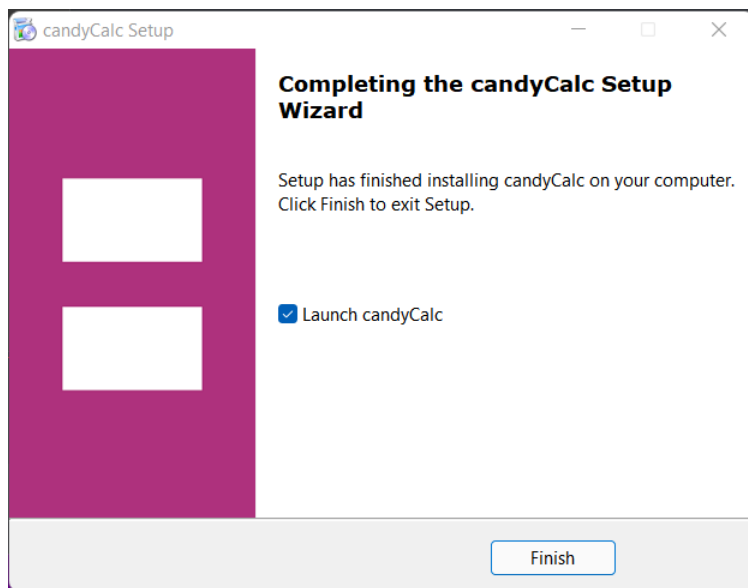 candyCalc Setup
Completing the candyCalc Setup
Wizard
Setup has finished installing candyCalc on your computer.
Click Finish to exit Setup.
Launch candyCalc
Finish